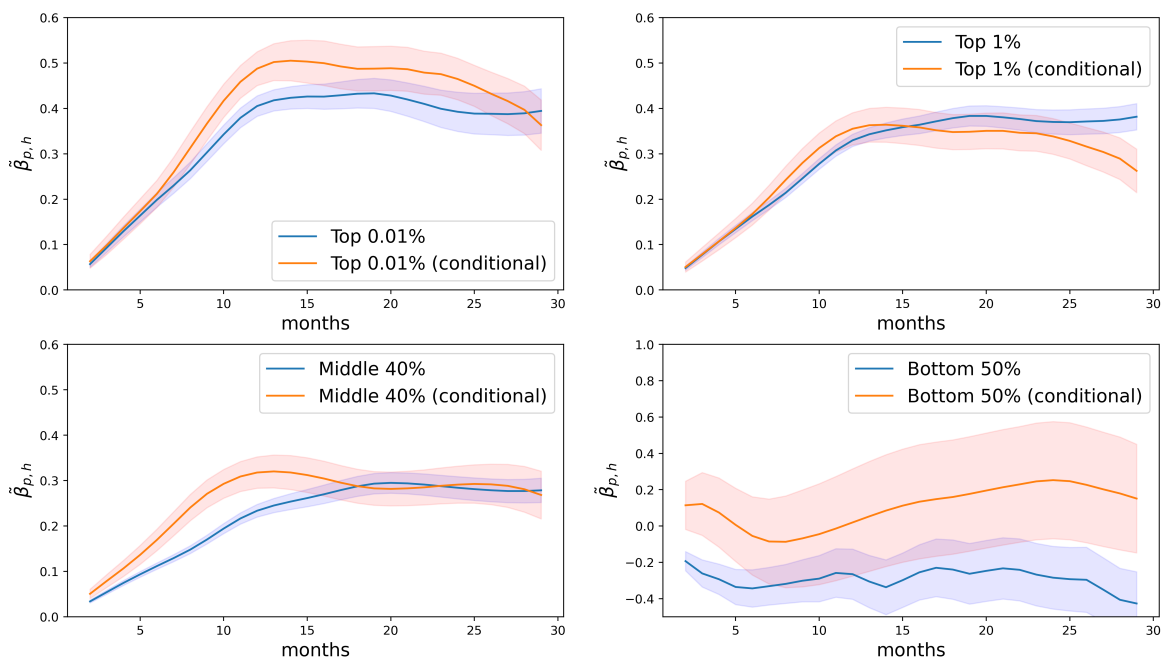 0.6
0.5
0.4
0.3
0.2
0.1
0.0
β̃p,h
Top 0.01%
Top 0.01% (conditional)
5 10 15 20 25 30
months
0.6
0.5
0.4
0.3
0.2
0.1
0.0
β̃p,h
Top 1%
Top 1% (conditional)
5 10 15 20 25 30
months
0.6
0.5
0.4
0.3
0.2
0.1
0.0
β̃p,h
Middle 40%
Middle 40% (conditional)
5 10 15 20 25 30
months
1.0
0.8
0.6
0.4
0.2
0.0
−0.2
−0.4
β̃p,h
Bottom 50%
Bottom 50% (conditional)
5 10 15 20 25 30
months